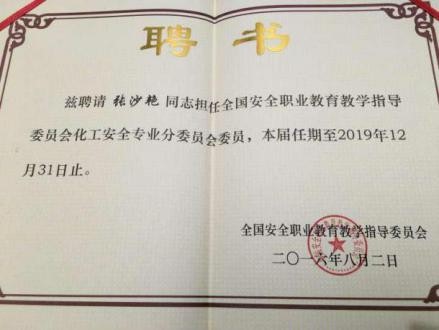 聘书
兹聘请 张沙艳 同志担任全国安全职业教育教学指导
委员会化工安全专业分委员会委员，本届任期至2019年12
月31日止。
全国安全职业教育教学指导委员会
二〇一六年八月二日